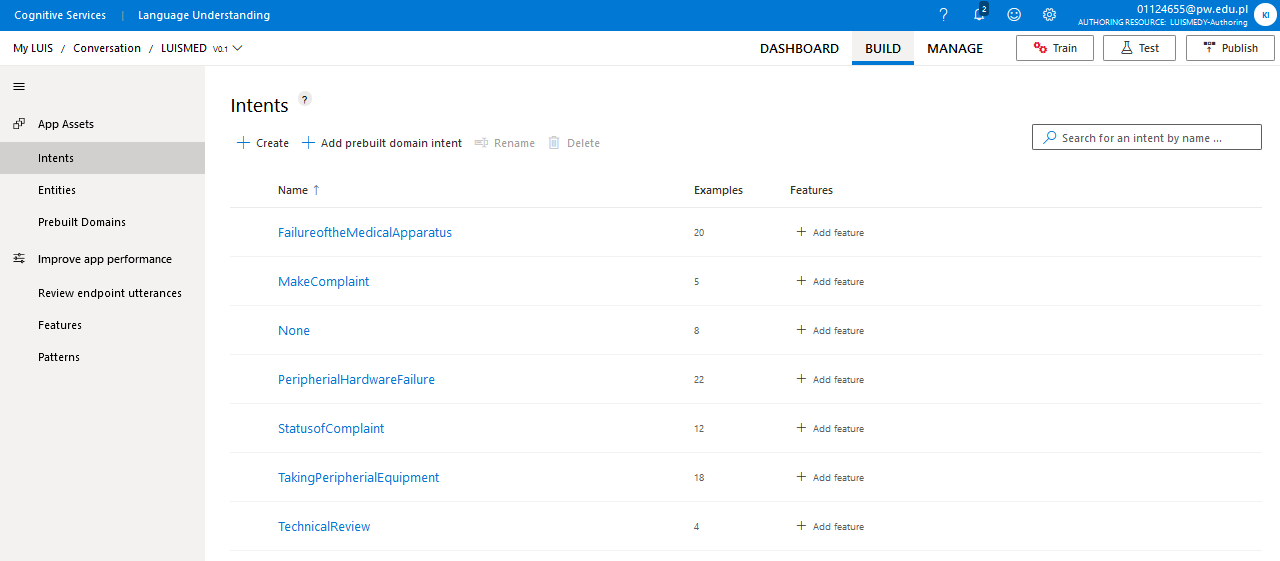 Cognitive Services | Language Understanding
? 2 01124655@pw.edu.pl KI
AUTHORING RESOURCE: LUISMEDY-Authoring
My LUIS / Conversation / LUISMED V0.1
DASHBOARD BUILD MANAGE Train Test Publish
App Assets
Intents
Entities
Prebuilt Domains
Improve app performance
Review endpoint utterances
Features
Patterns
Intents ?
+ Create + Add prebuilt domain intent Rename Delete
Search for an intent by name ...
Name ↑ Examples Features
FailureoftheMedicalApparatus 20 + Add feature
MakeComplaint 5 + Add feature
None 8 + Add feature
PeripherialHardwareFailure 22 + Add feature
StatusofComplaint 12 + Add feature
TakingPeripherialEquipment 18 + Add feature
TechnicalReview 4 + Add feature